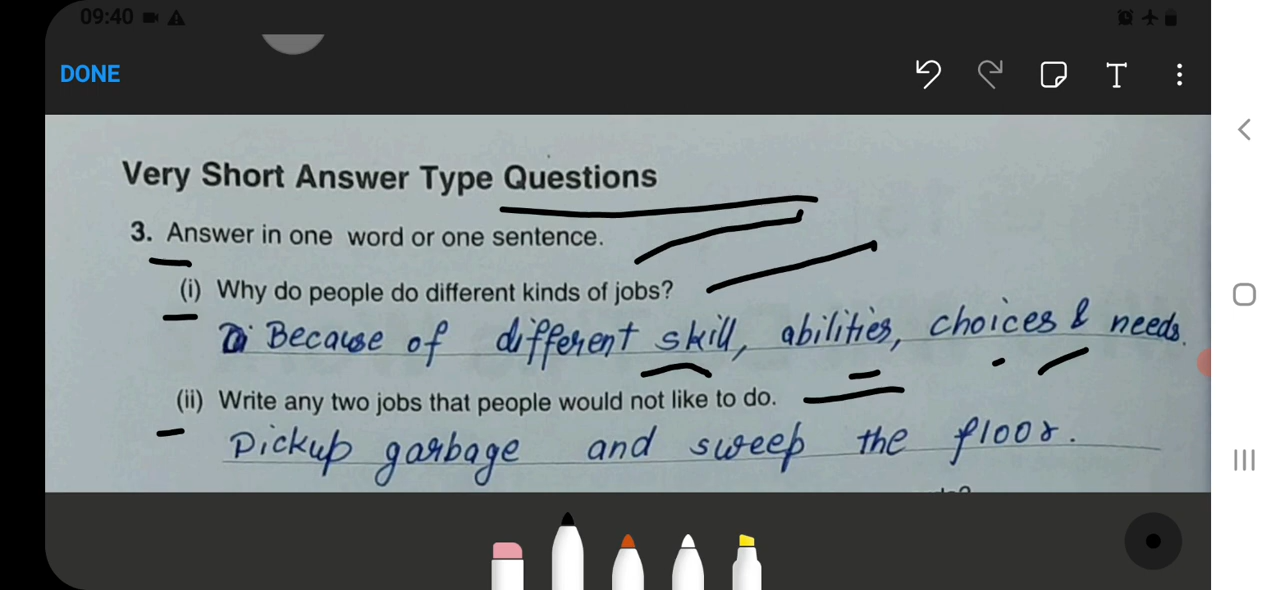 09:40
DONE
T
Very Short Answer Type Questions
3. Answer in one word or one sentence.
(i) Why do people do different kinds of jobs?
Because of different skill, abilities, choices & needs.
(ii) Write any two jobs that people would not like to do.
Pickup garbage and sweep the floor.